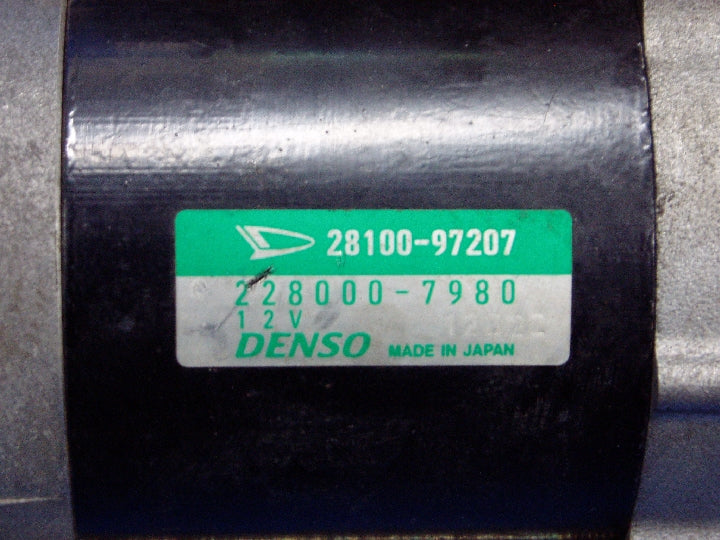 28100-97207
228000-7980
12V
DENSO MADE IN JAPAN